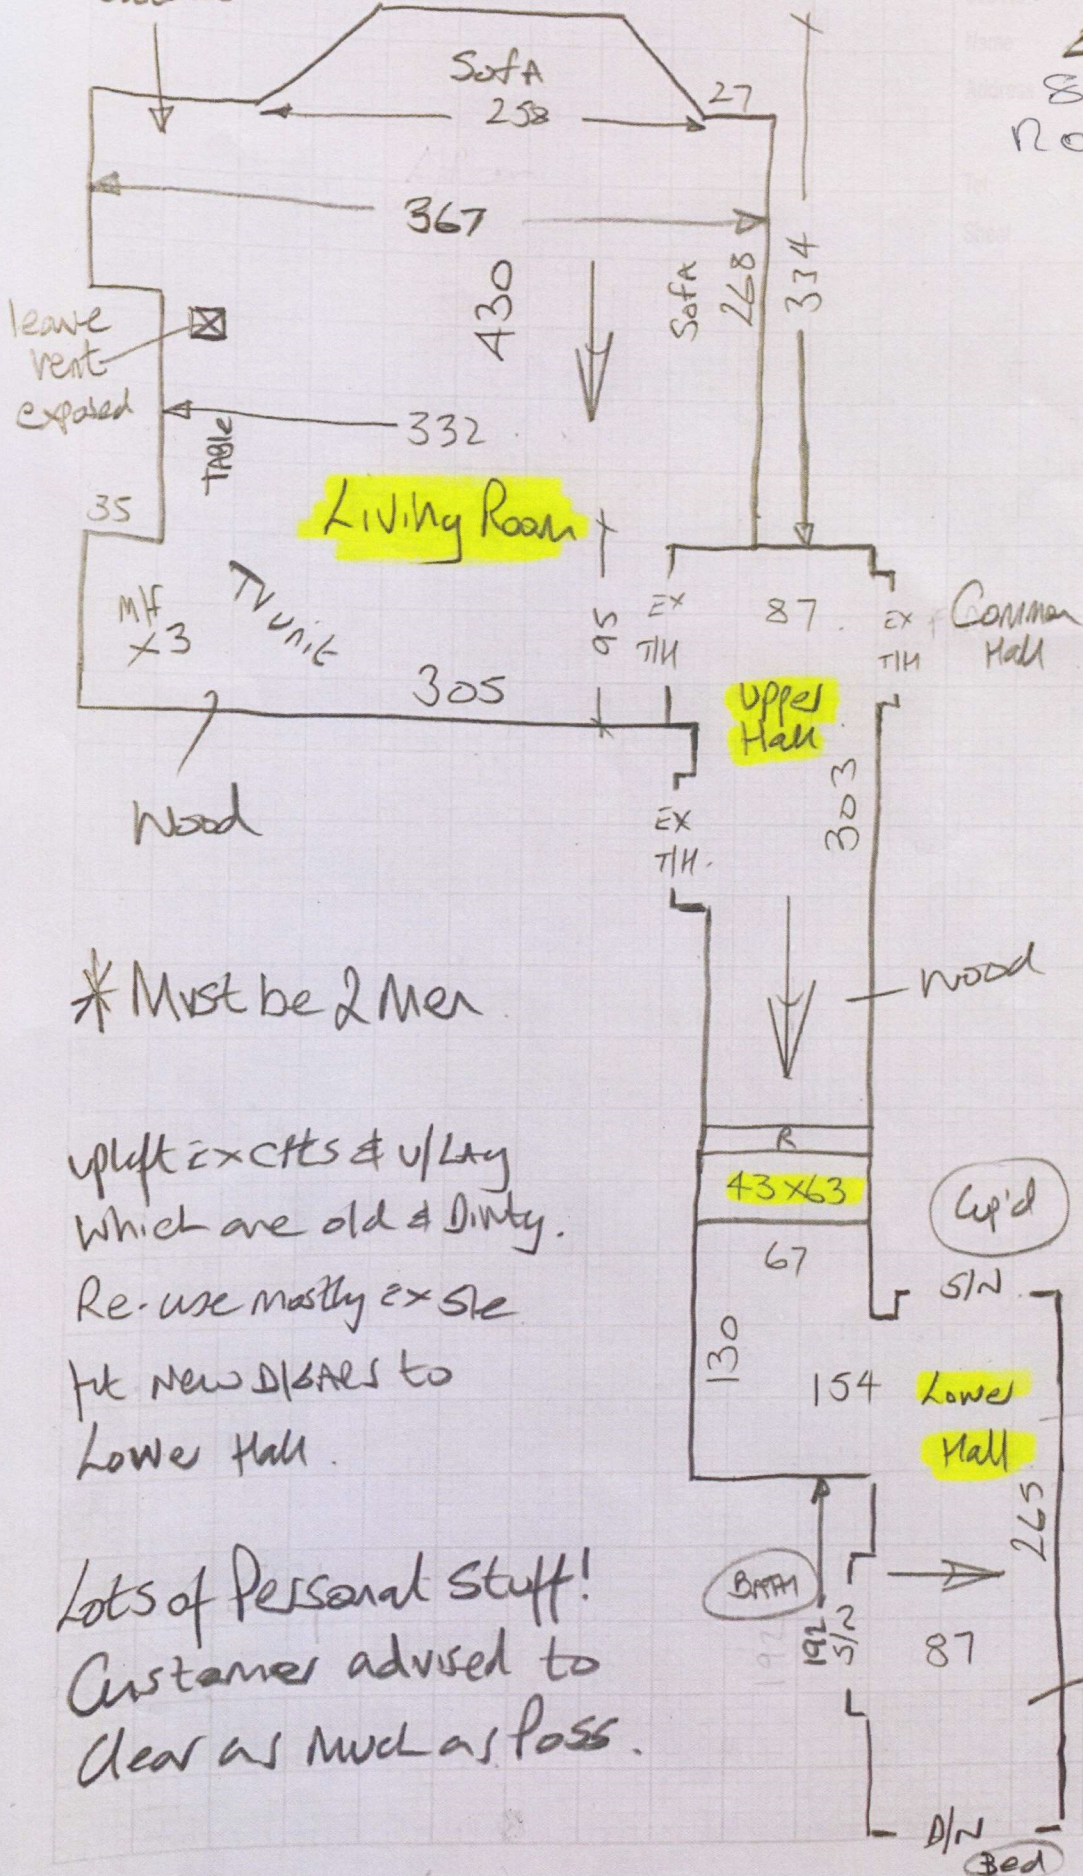 Sofa
258
27
367
430
Sofa
268
334
leave
vent
exposed
332
TABle
35
Living Room
MH
x3
TV unit
95
EX
T/H
87
EX
T/H
Common
Hall
305
Upper
Hall
Wood
EX
T/H.
303
* Must be 2 Men
wood
uplift Ex CPTS & U/LAY
Which are old & Dirty.
Re-use mostly Ex
fit New D/BARS to
Lower Hall.
R
43x63
Cup'd
67
S/N
130
154
Lower
Hall
265
Lots of Personal Stuff!
Customer advised to
Clear as Much as Poss.
BATH
192
192
87
D/N
Bed